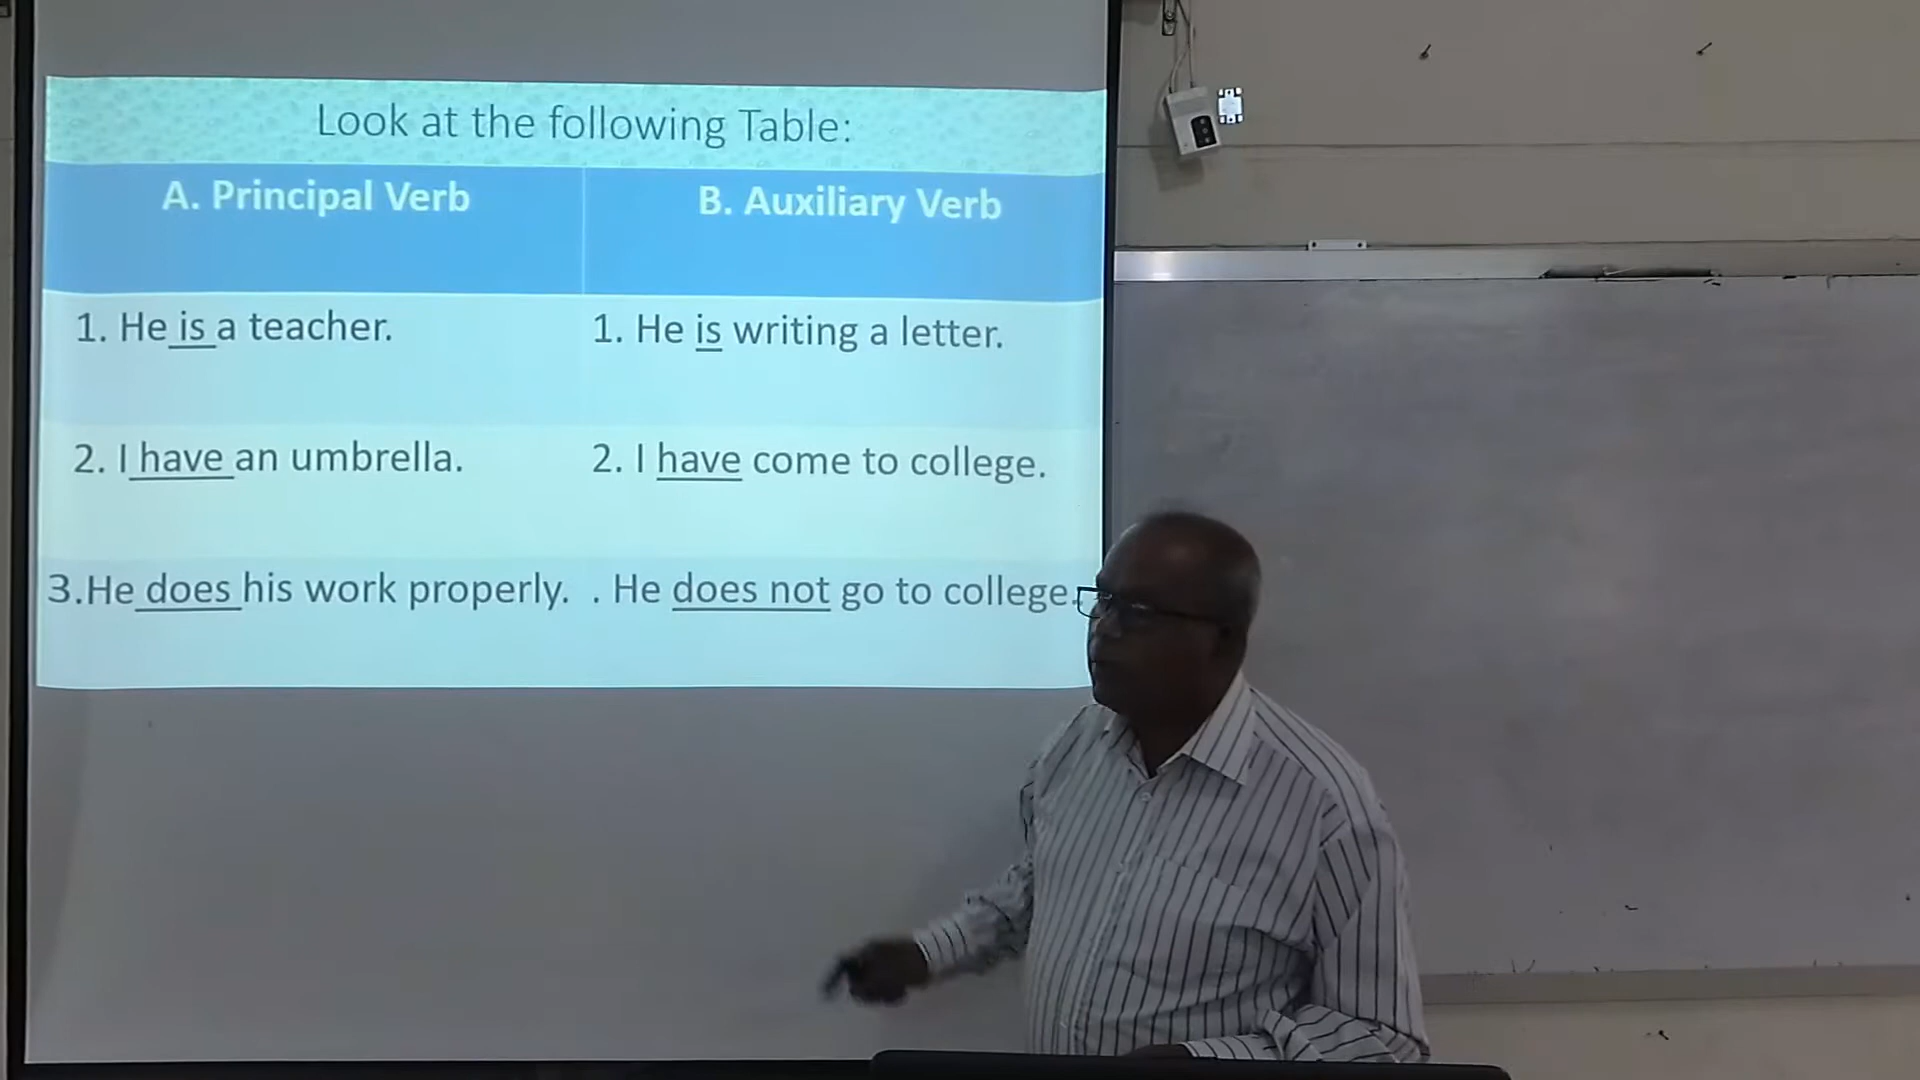 Look at the following Table:
A. Principal Verb
B. Auxiliary Verb
1. He is a teacher.
1. He is writing a letter.
2. I have an umbrella.
2. I have come to college.
3.He does his work properly.
. He does not go to college.